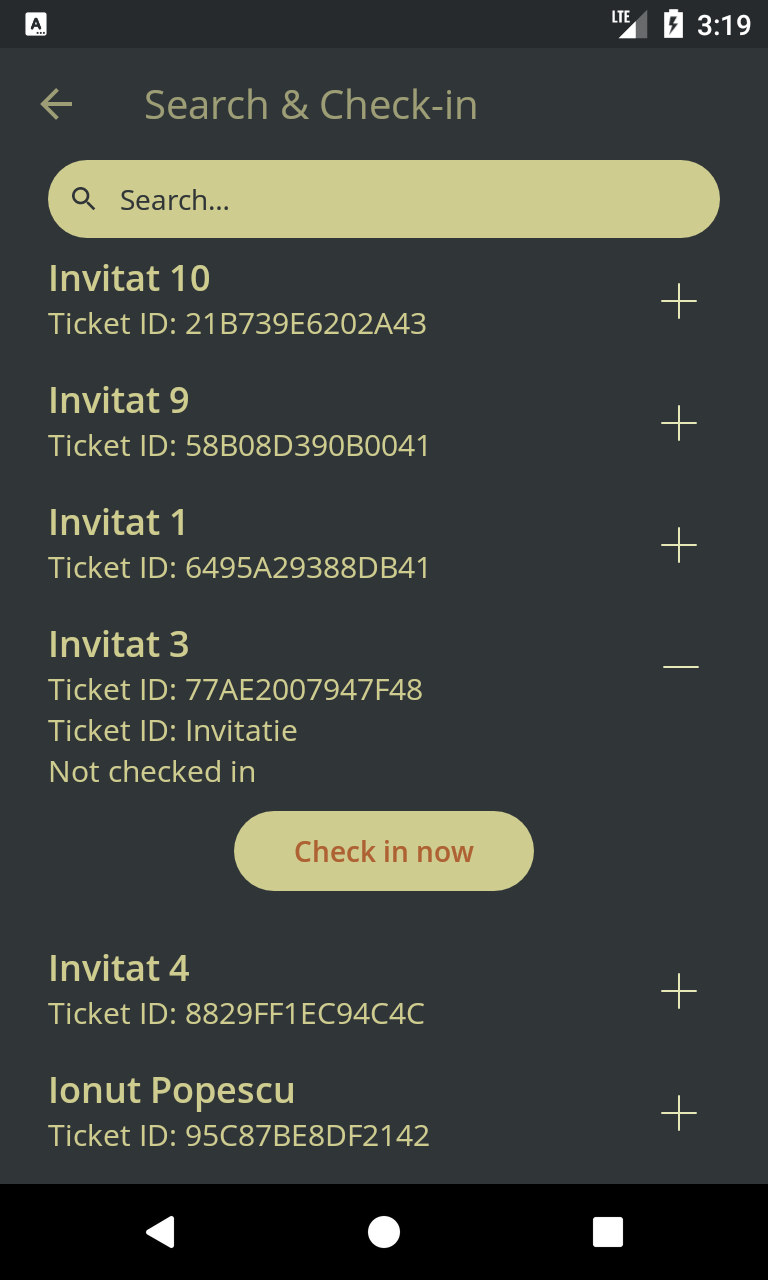 LTE 3:19
Search & Check-in
Search...
Invitat 10
Ticket ID: 21B739E6202A43
Invitat 9
Ticket ID: 58B08D390B0041
Invitat 1
Ticket ID: 6495A29388DB41
Invitat 3
Ticket ID: 77AE2007947F48
Ticket ID: Invitatie
Not checked in
Check in now
Invitat 4
Ticket ID: 8829FF1EC94C4C
Ionut Popescu
Ticket ID: 95C87BE8DF2142